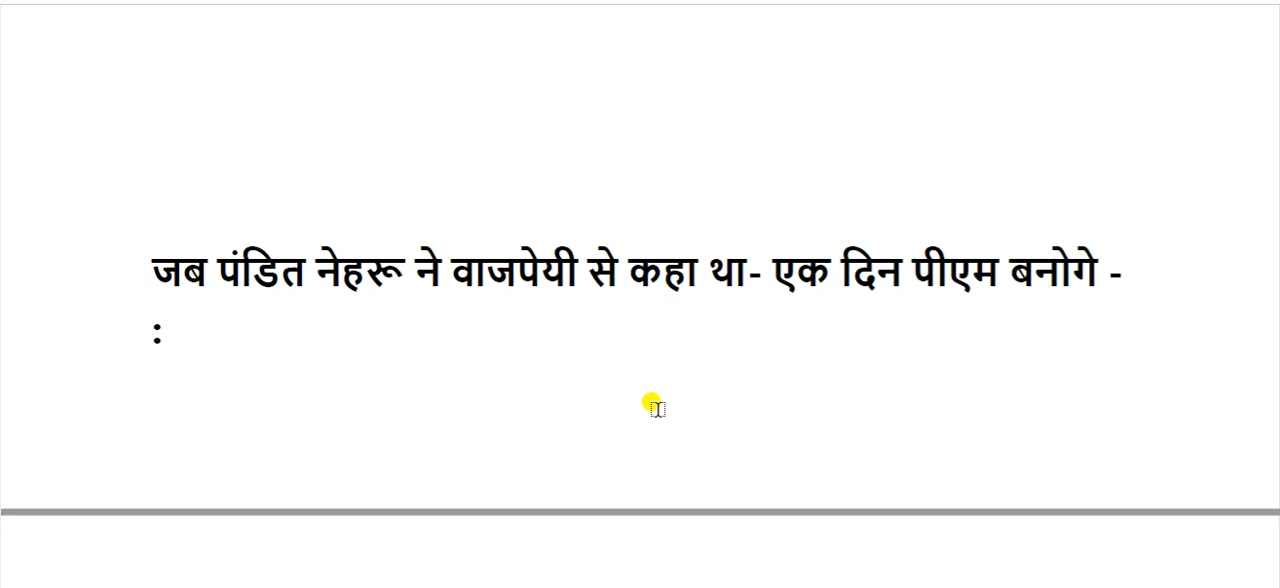 जब पंडित नेहरू ने वाजपेयी से कहा था- एक दिन पीएम बनोगे -
: